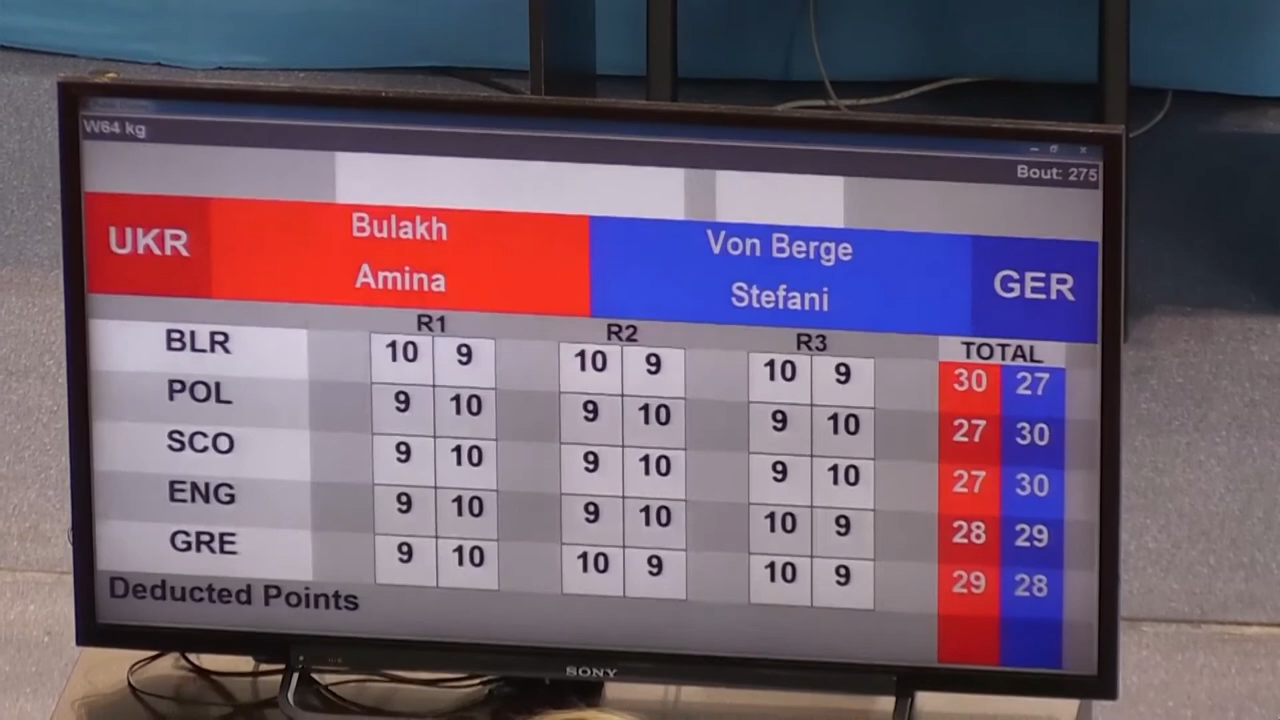 W64 kg
Bout: 275
UKR Bulakh Von Berge GER
Amina Stefani
R1 R2 R3 TOTAL
BLR 10 9 10 9 10 9 30 27
POL 9 10 9 10 9 10 27 30
SCO 9 10 9 10 9 10 27 30
ENG 9 10 9 10 10 9 28 29
GRE 9 10 10 9 10 9 29 28
Deducted Points
SONY